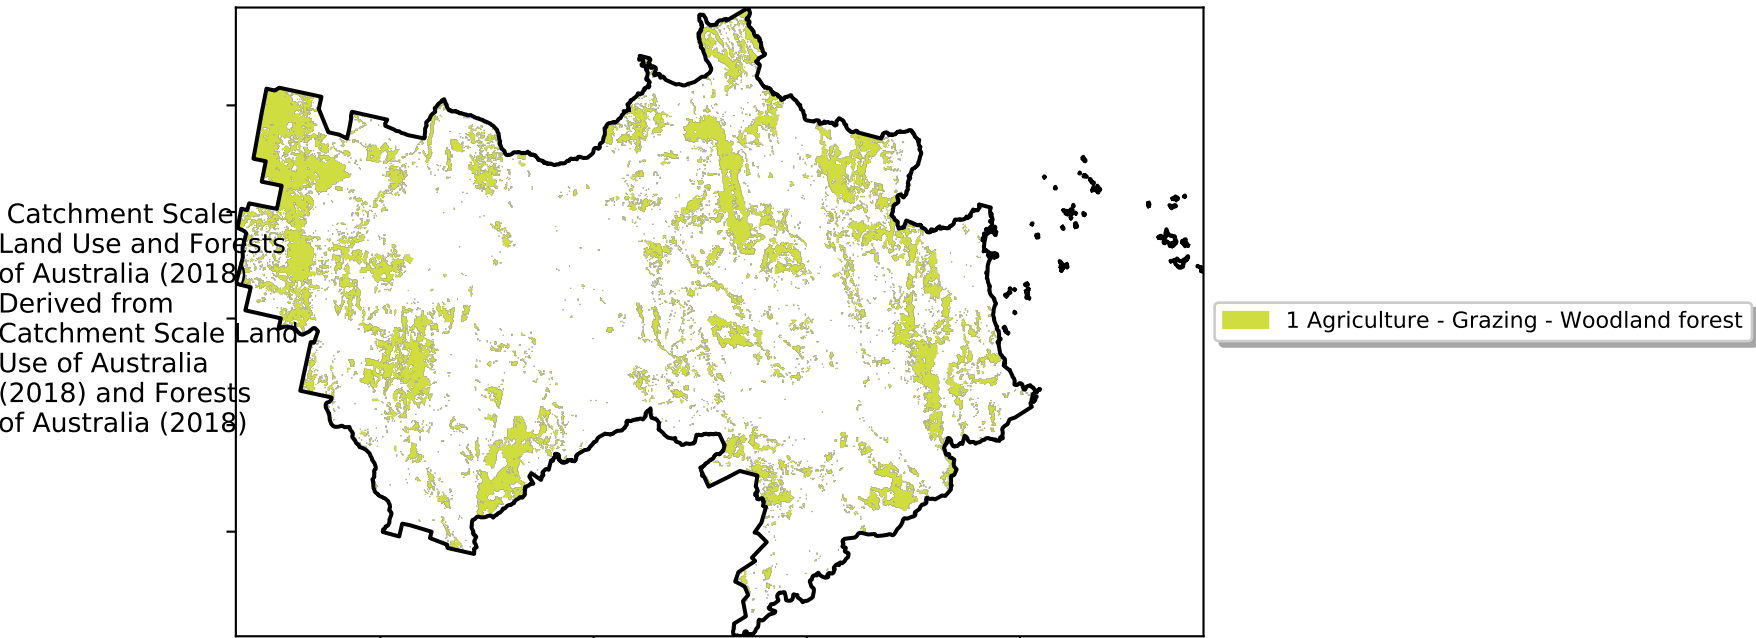 Catchment Scale
Land Use and Forests
of Australia (2018)
Derived from
Catchment Scale Land
Use of Australia
(2018) and Forests
of Australia (2018)
1 Agriculture - Grazing - Woodland forest